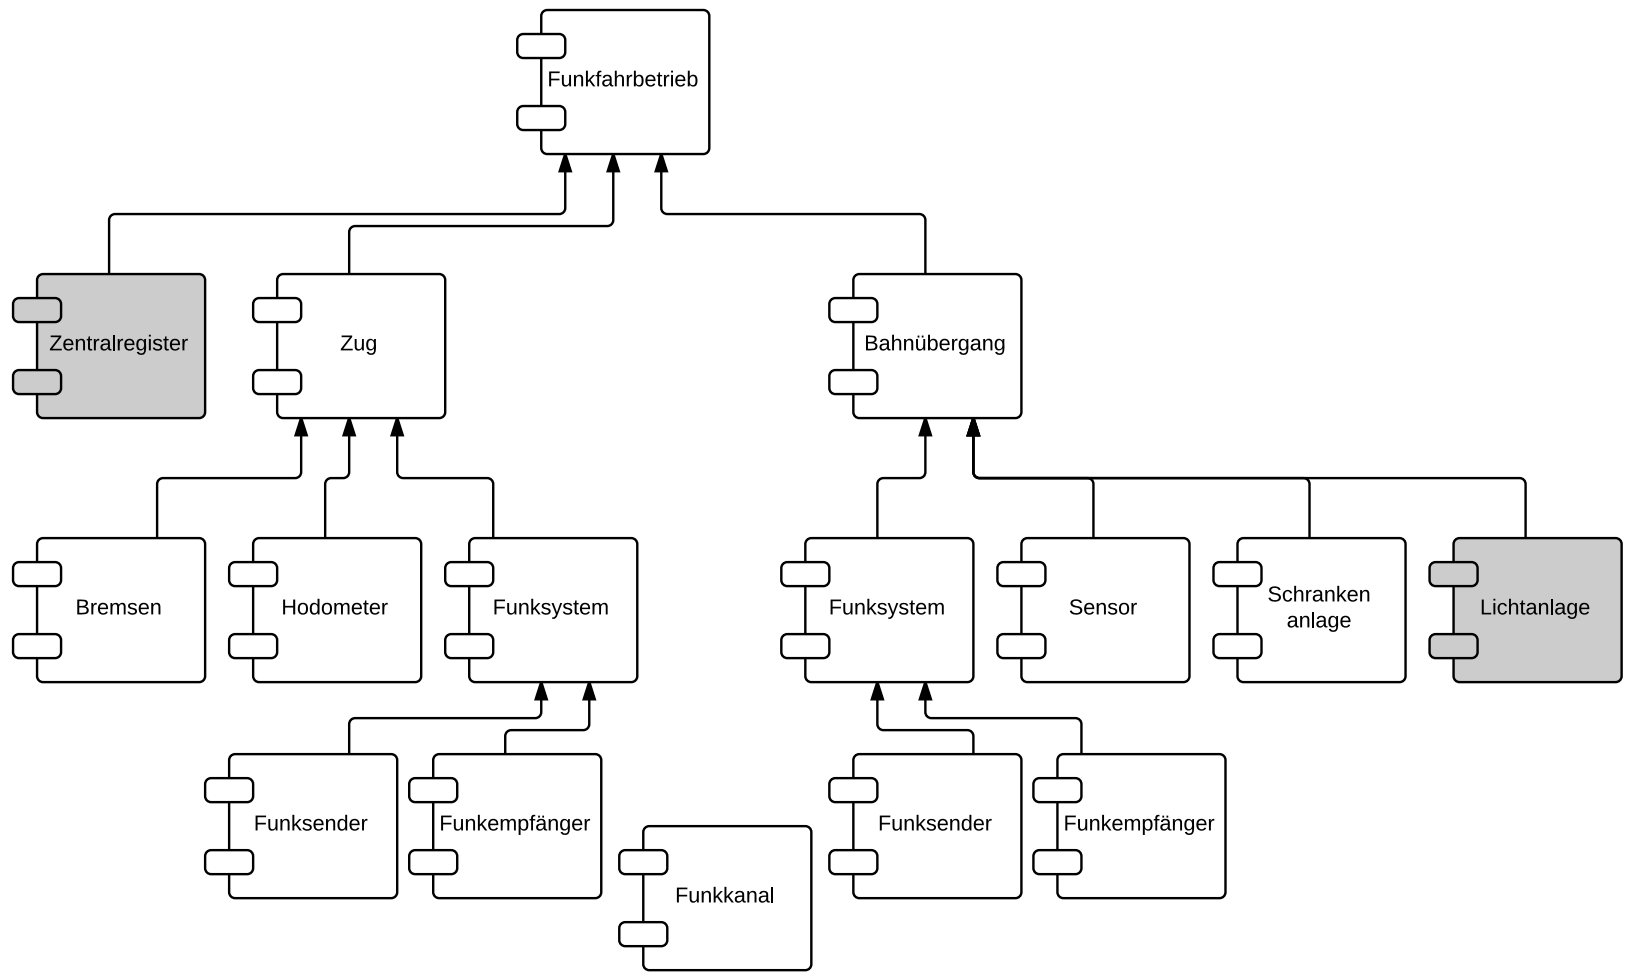 Funkfahrbetrieb
Zentralregister
Zug
Bahnübergang
Bremsen
Hodometer
Funksystem
Funksystem
Sensor
Schranken
anlage
Lichtanlage
Funksender
Funkempfänger
Funksender
Funkempfänger
Funkkanal